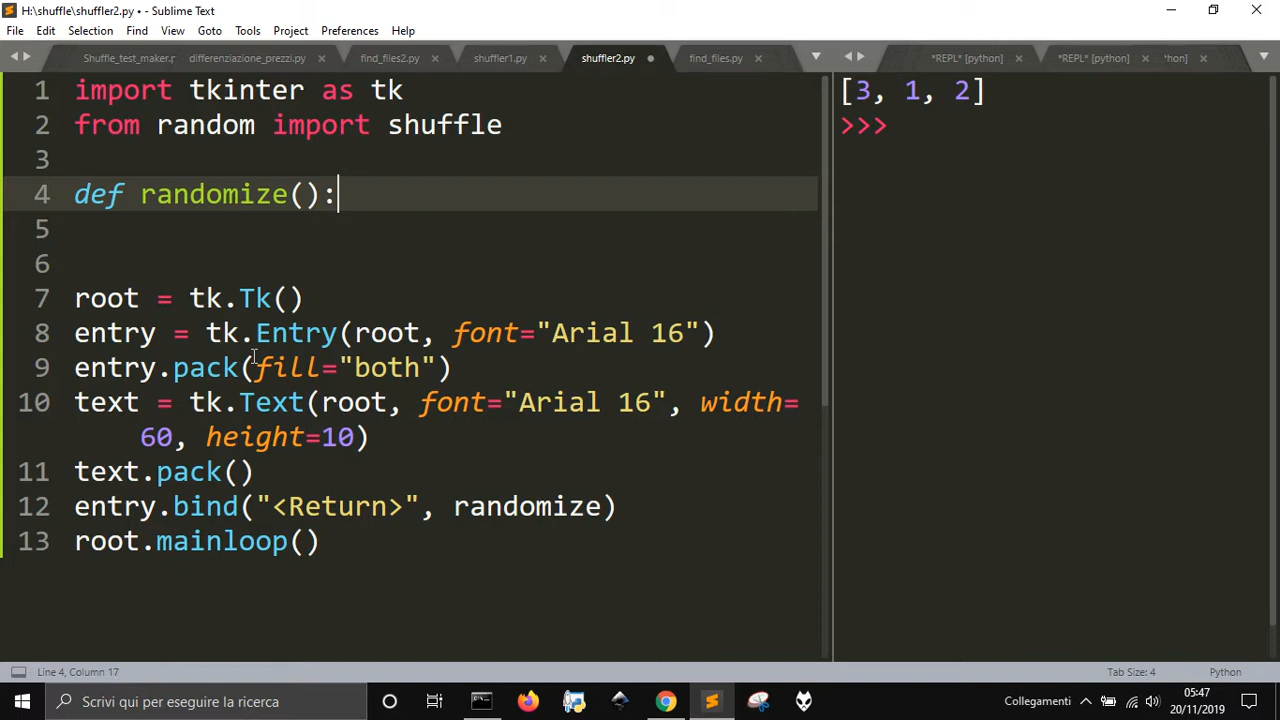 H:\shuffle\shuffler2.py • - Sublime Text
File Edit Selection Find View Goto Tools Project Preferences Help
Shuffle_test_maker.p differenziazione_prezzi.py find_files2.py shuffler1.py shuffler2.py find_files.py *REPL* [python] *REPL* [python] 'hon]
1 import tkinter as tk
2 from random import shuffle
3
4 def randomize():
5
6
7 root = tk.Tk()
8 entry = tk.Entry(root, font="Arial 16")
9 entry.pack(fill="both")
10 text = tk.Text(root, font="Arial 16", width=
60, height=10)
11 text.pack()
12 entry.bind("<Return>", randomize)
13 root.mainloop()
[3, 1, 2]
>>>
Line 4, Column 17 Tab Size: 4 Python
Scrivi qui per eseguire la ricerca Collegamenti 05:47
20/11/2019